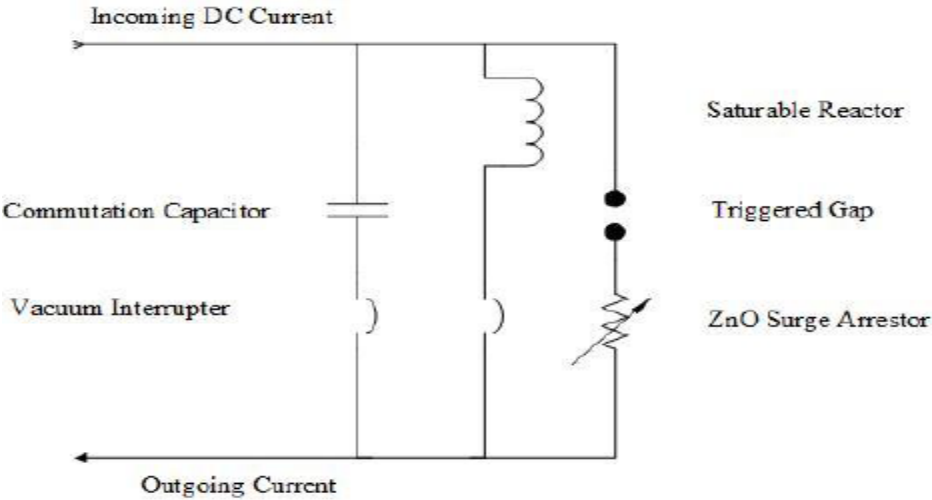 Incoming DC Current
Saturable Reactor
Commutation Capacitor
Triggered Gap
Vacuum Interrupter
ZnO Surge Arrestor
Outgoing Current